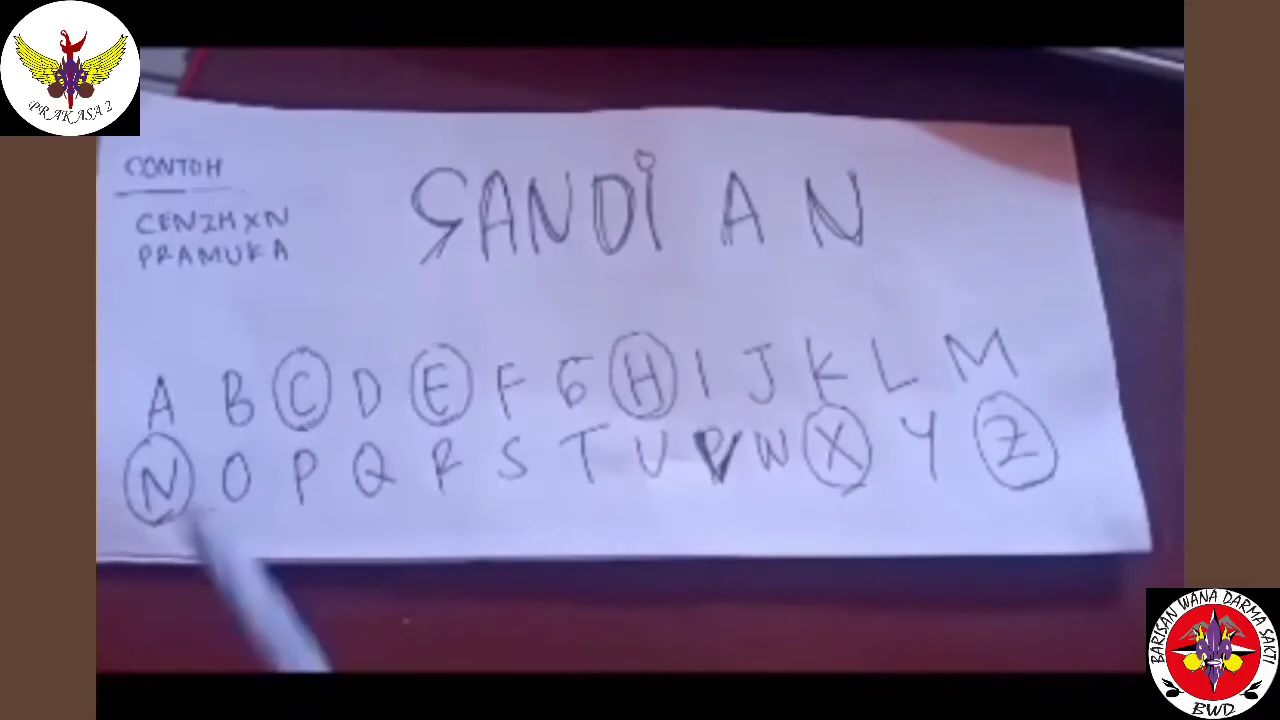 PRAKASA 2
CONTOH
CENZHXN
PRAMUKA
SANDI AN
A B C D E F G H I J K L M
N O P Q R S T U V W X Y Z
BARISAN WANA DARMA SAKTI
BWD